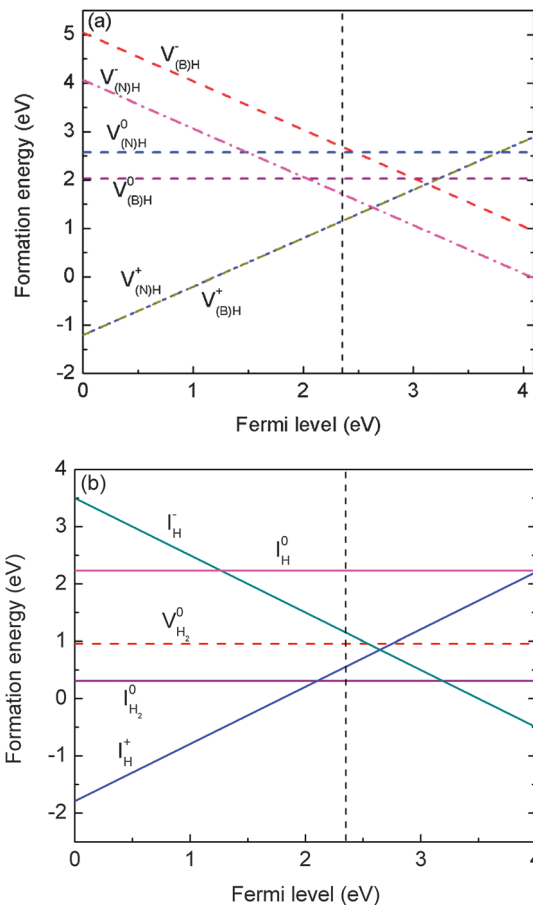 (a)
5
4
3
2
1
0
-1
-2
Formation energy (eV)
V⁻(B)H
V⁻(N)H
V⁰(N)H
V⁰(B)H
V⁺(N)H
V⁺(B)H
0 1 2 3 4
Fermi level (eV)
(b)
4
3
2
1
0
-1
-2
Formation energy (eV)
I⁻H
I⁰H
V⁰H₂
I⁰H₂
I⁺H
0 1 2 3 4
Fermi level (eV)